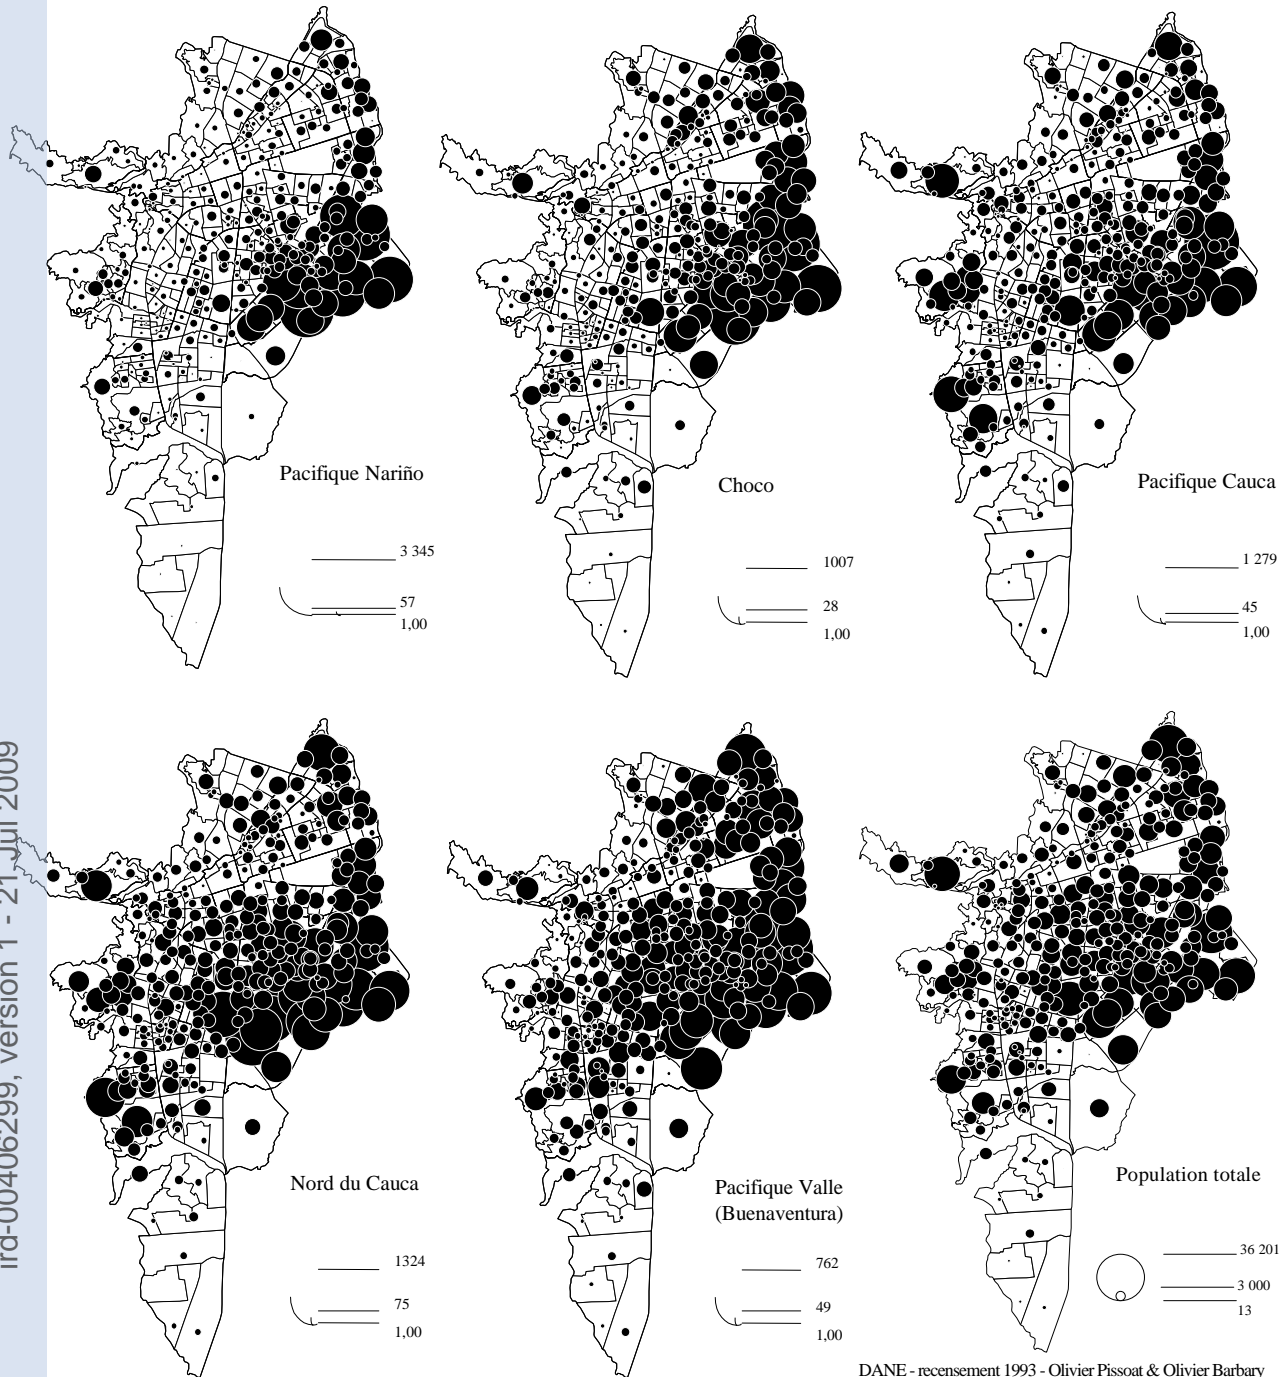 Pacifique Nariño
3 345
57
1,00
Choco
1007
28
1,00
Pacifique Cauca
1 279
45
1,00
Nord du Cauca
1324
75
1,00
Pacifique Valle
(Buenaventura)
762
49
1,00
Population totale
36 201
3 000
13
DANE - recensement 1993 - Olivier Pissoat & Olivier Barbary
ird-00406299, version 1 - 21 Jul 2009